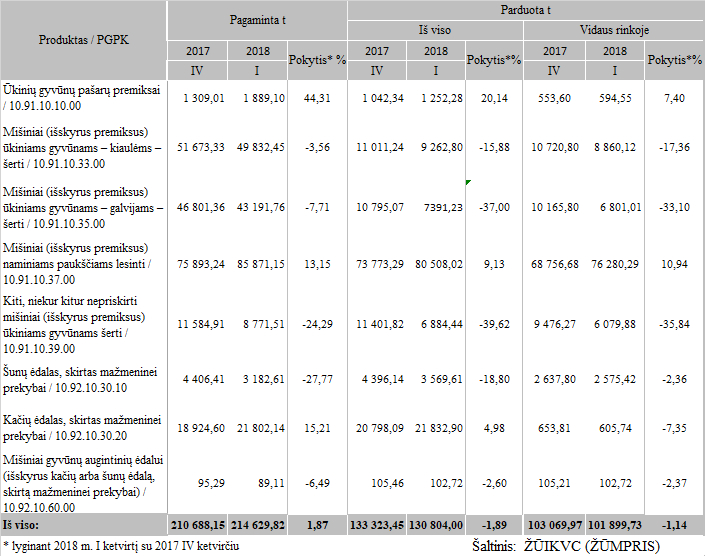 Produktas / PGPK Pagaminta t Parduota t
Iš viso Vidaus rinkoje
2017 2018 Pokytis* % 2017 2018 Pokytis*% 2017 2018 Pokytis*%
IV I IV I IV I
Ūkinių gyvūnų pašarų premiksai
/ 10.91.10.10.00 1 309,01 1 889,10 44,31 1 042,34 1 252,28 20,14 553,60 594,55 7,40
Mišiniai (išskyrus premiksus)
ūkiniams gyvūnams – kiaulėms –
šerti / 10.91.10.33.00 51 673,33 49 832,45 -3,56 11 011,24 9 262,80 -15,88 10 720,80 8 860,12 -17,36
Mišiniai (išskyrus premiksus)
ūkiniams gyvūnams – galvijams –
šerti / 10.91.10.35.00 46 801,36 43 191,76 -7,71 10 795,07 7391,23 -37,00 10 165,80 6 801,01 -33,10
Mišiniai (išskyrus premiksus)
naminiams paukščiams lesinti /
10.91.10.37.00 75 893,24 85 871,15 13,15 73 773,29 80 508,02 9,13 68 756,68 76 280,29 10,94
Kiti, niekur kitur nepriskirti
mišiniai (išskyrus premiksus)
ūkiniams gyvūnams šerti /
10.91.10.39.00 11 584,91 8 771,51 -24,29 11 401,82 6 884,44 -39,62 9 476,27 6 079,88 -35,84
Šunų ėdalas, skirtas mažmeninei
prekybai / 10.92.10.30.10 4 406,41 3 182,61 -27,77 4 396,14 3 569,61 -18,80 2 637,80 2 575,42 -2,36
Kačių ėdalas, skirtas mažmeninei
prekybai / 10.92.10.30.20 18 924,60 21 802,14 15,21 20 798,09 21 832,90 4,98 653,81 605,74 -7,35
Mišiniai gyvūnų augintinių ėdalui
(išskyrus kačių arba šunų ėdalą,
skirtą mažmeninei prekybai) /
10.92.10.60.00 95,29 89,11 -6,49 105,46 102,72 -2,60 105,21 102,72 -2,37
Iš viso: 210 688,15 214 629,82 1,87 133 323,45 130 804,00 -1,89 103 069,97 101 899,73 -1,14
* lyginant 2018 m. I ketvirtį su 2017 IV ketvirčiu Šaltinis: ŽŪIKVC (ŽŪMPRIS)